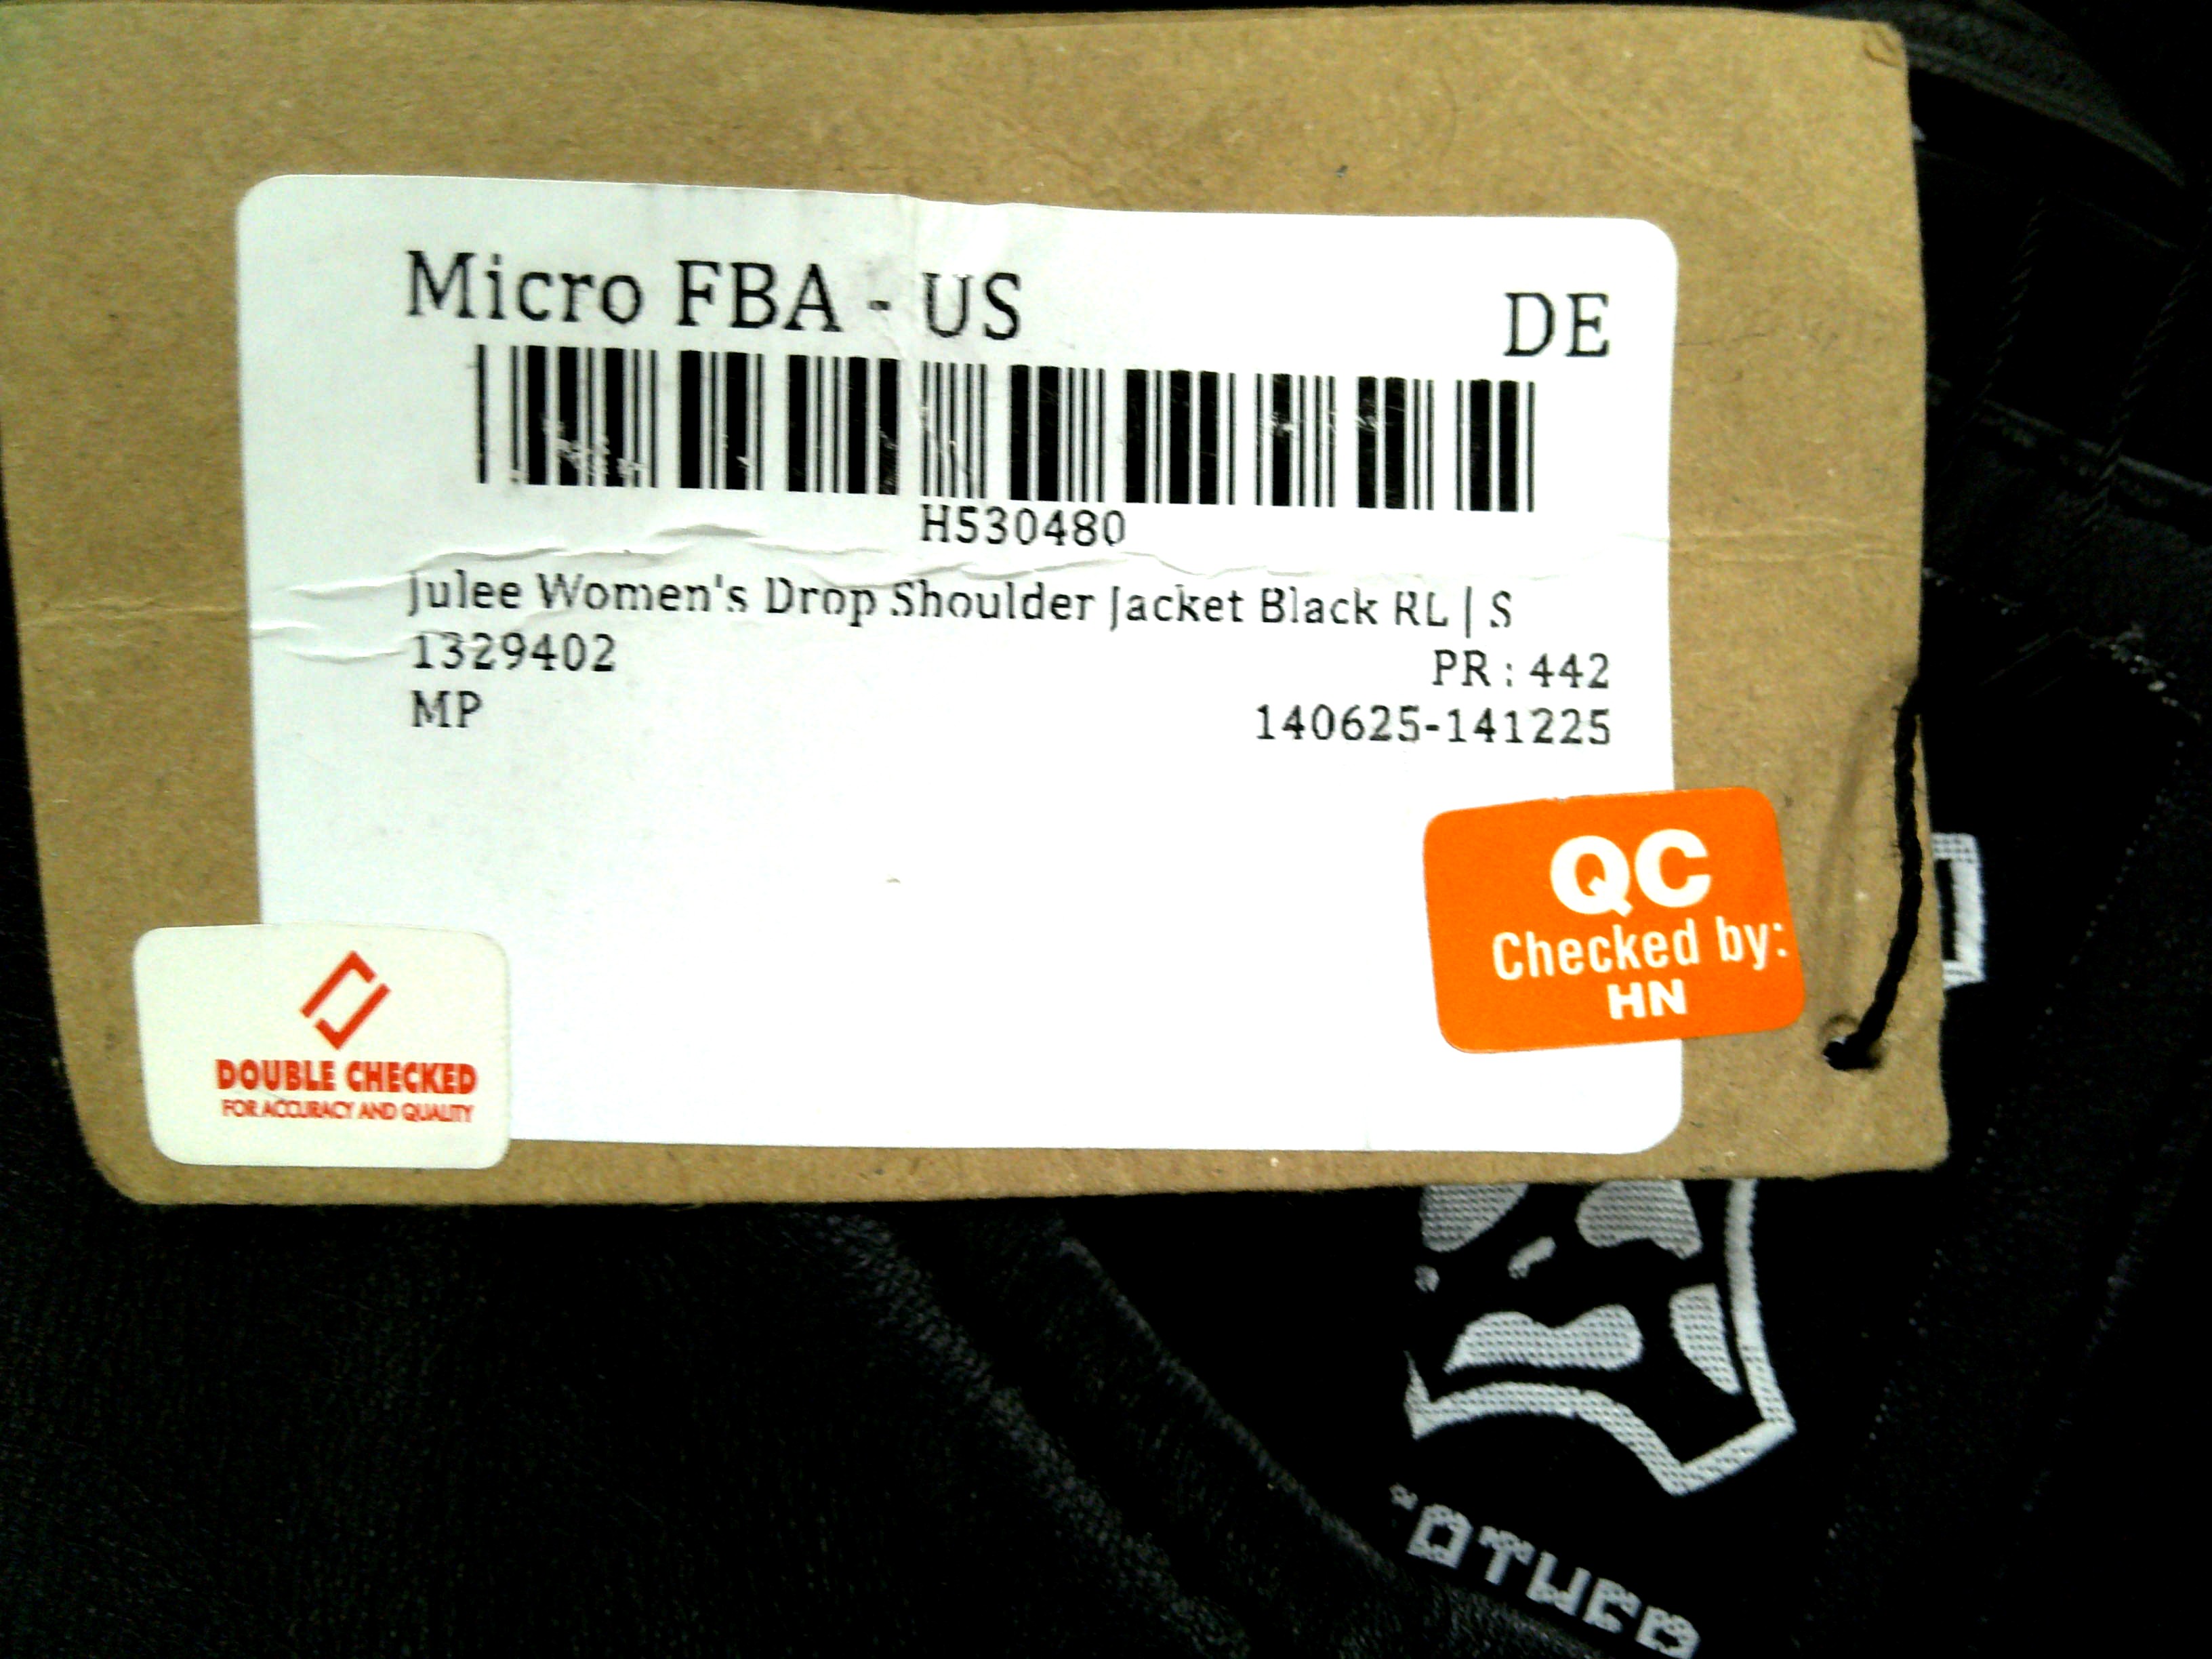 Micro FBA - US
DE
H530480
Julee Women's Drop Shoulder Jacket Black RL | S
1329402
PR : 442
MP
140625-141225
QC
Checked by:
HN
DOUBLE CHECKED
FOR ACCURACY AND QUALITY